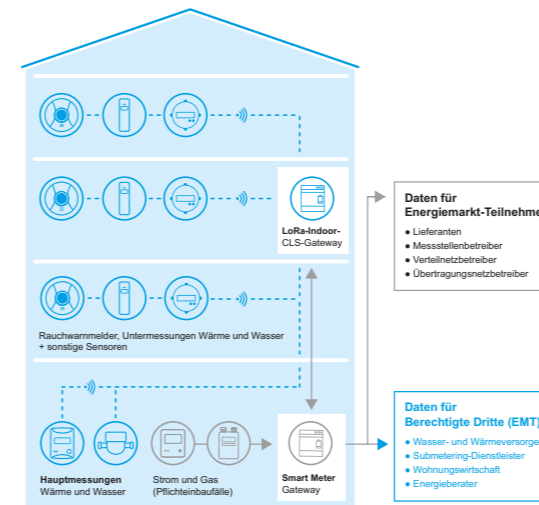 LoRa-Indoor-
CLS-Gateway
Rauchwarnmelder, Untermessungen Wärme und Wasser
+ sonstige Sensoren
Hauptmessungen
Wärme und Wasser
Strom und Gas
(Pflichteinbaufälle)
Smart Meter
Gateway
Daten für
Energiemarkt-Teilnehme
● Lieferanten
● Messstellenbetreiber
● Verteilnetzbetreiber
● Übertragungsnetzbetreiber
Daten für
Berechtigte Dritte (EMT)
● Wasser- und Wärmeversorge
● Submetering-Dienstleister
● Wohnungswirtschaft
● Energieberater